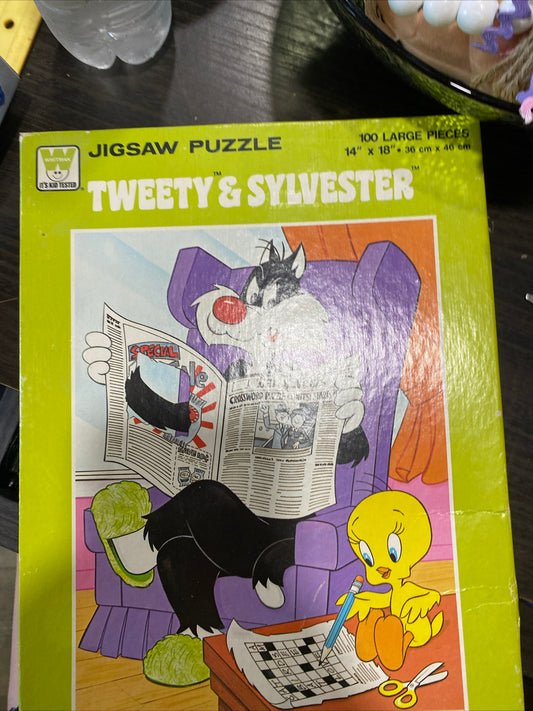 WHITMAN
IT'S KID TESTED
JIGSAW PUZZLE
100 LARGE PIECES
14" x 18" • 36 cm x 46 cm
TWEETY™ & SYLVESTER™
SPECIAL
CROSSWORD